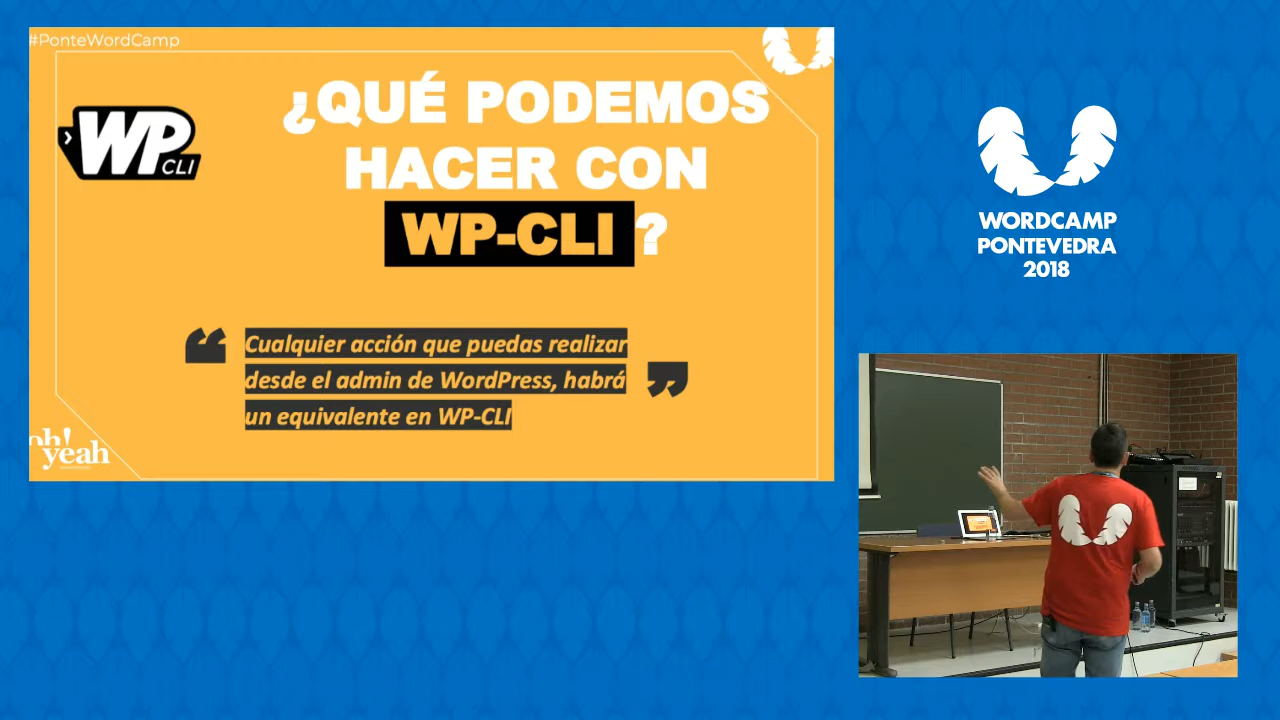 #PonteWordCamp
WP
CLI
¿QUÉ PODEMOS
HACER CON
WP-CLI ?
“ Cualquier acción que puedas realizar
desde el admin de WordPress, habrá
un equivalente en WP-CLI ”
oh!
yeah
WORDCAMP
PONTEVEDRA
2018